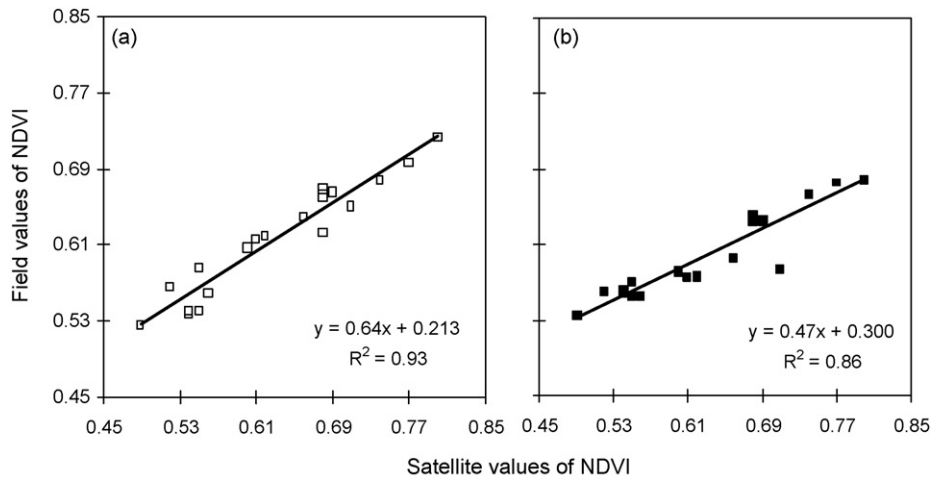 (a)
(b)
0.85
0.77
0.69
0.61
0.53
0.45
Field values of NDVI
y = 0.64x + 0.213
R² = 0.93
y = 0.47x + 0.300
R² = 0.86
0.45 0.53 0.61 0.69 0.77 0.85
0.45 0.53 0.61 0.69 0.77 0.85
Satellite values of NDVI